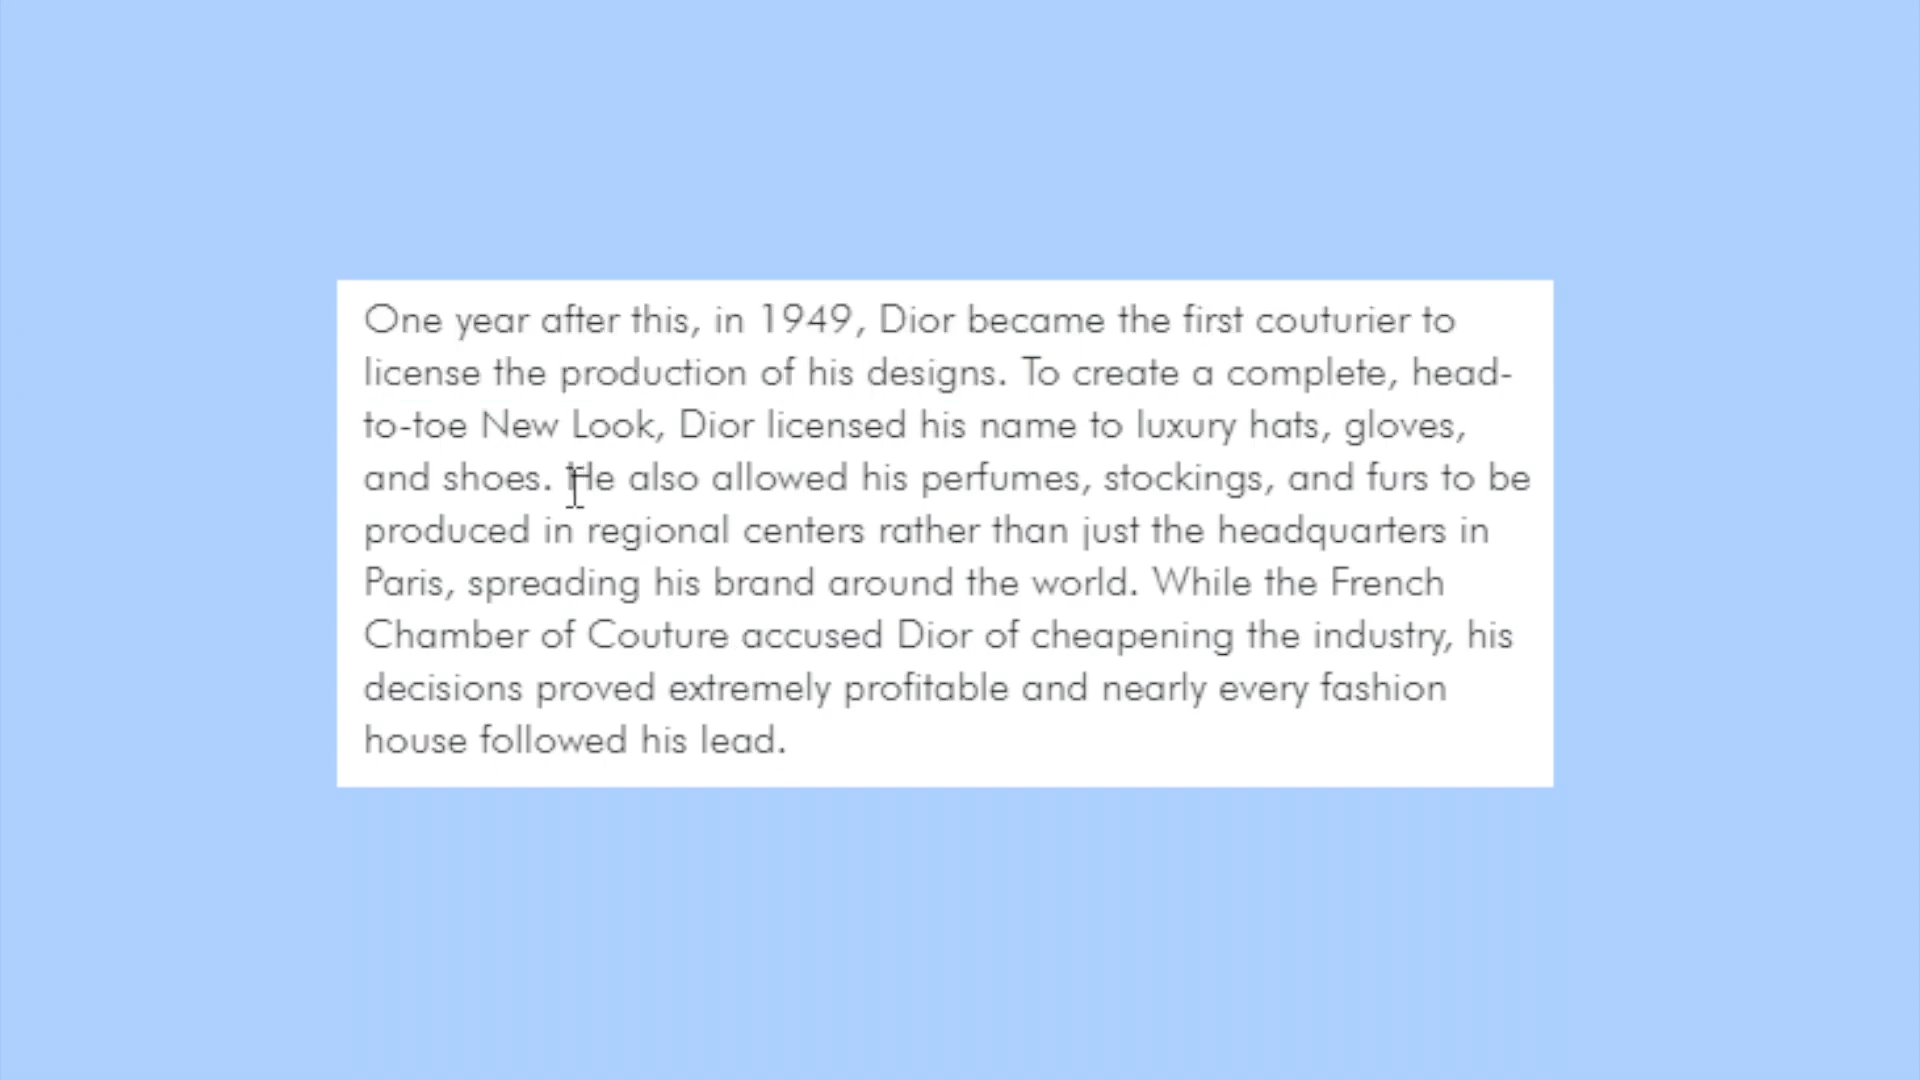 One year after this, in 1949, Dior became the first couturier to
license the production of his designs. To create a complete, head-
to-toe New Look, Dior licensed his name to luxury hats, gloves,
and shoes. He also allowed his perfumes, stockings, and furs to be
produced in regional centers rather than just the headquarters in
Paris, spreading his brand around the world. While the French
Chamber of Couture accused Dior of cheapening the industry, his
decisions proved extremely profitable and nearly every fashion
house followed his lead.